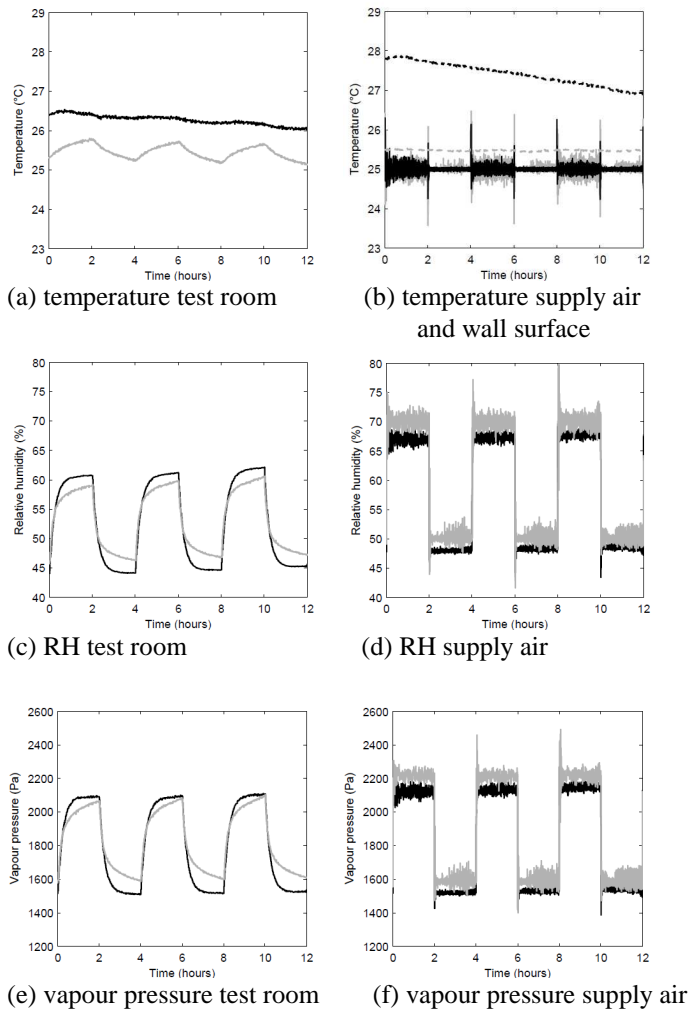 29
28
27
26
25
24
23
Temperature (°C)
0 2 4 6 8 10 12
Time (hours)
(a) temperature test room
29
28
27
26
25
24
23
Temperature (°C)
0 2 4 6 8 10 12
Time (hours)
(b) temperature supply air
and wall surface
80
75
70
65
60
55
50
45
40
Relative humidity (%)
0 2 4 6 8 10 12
Time (hours)
(c) RH test room
80
75
70
65
60
55
50
45
40
Relative humidity (%)
0 2 4 6 8 10 12
Time (hours)
(d) RH supply air
2600
2400
2200
2000
1800
1600
1400
1200
Vapour pressure (Pa)
0 2 4 6 8 10 12
Time (hours)
(e) vapour pressure test room
2600
2400
2200
2000
1800
1600
1400
1200
Vapour pressure (Pa)
0 2 4 6 8 10 12
Time (hours)
(f) vapour pressure supply air